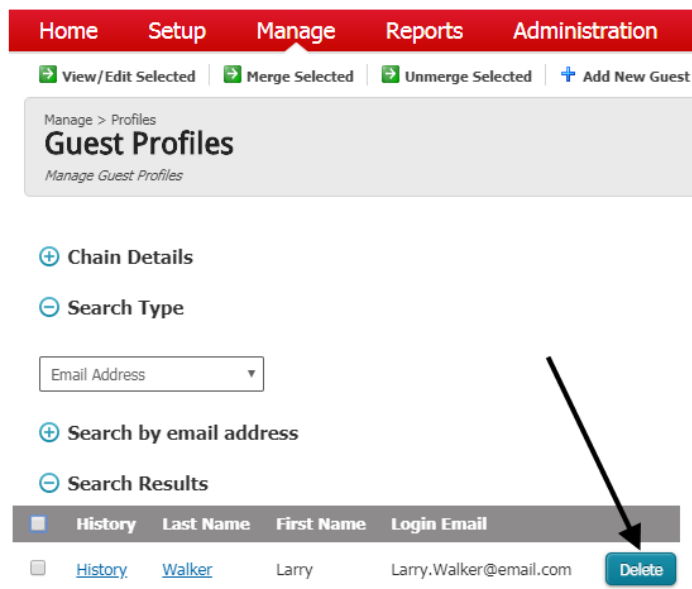 Home Setup Manage Reports Administration
View/Edit Selected Merge Selected Unmerge Selected Add New Guest
Manage > Profiles
Guest Profiles
Manage Guest Profiles
Chain Details
Search Type
Email Address
Search by email address
Search Results
History Last Name First Name Login Email
History Walker Larry Larry.Walker@email.com Delete